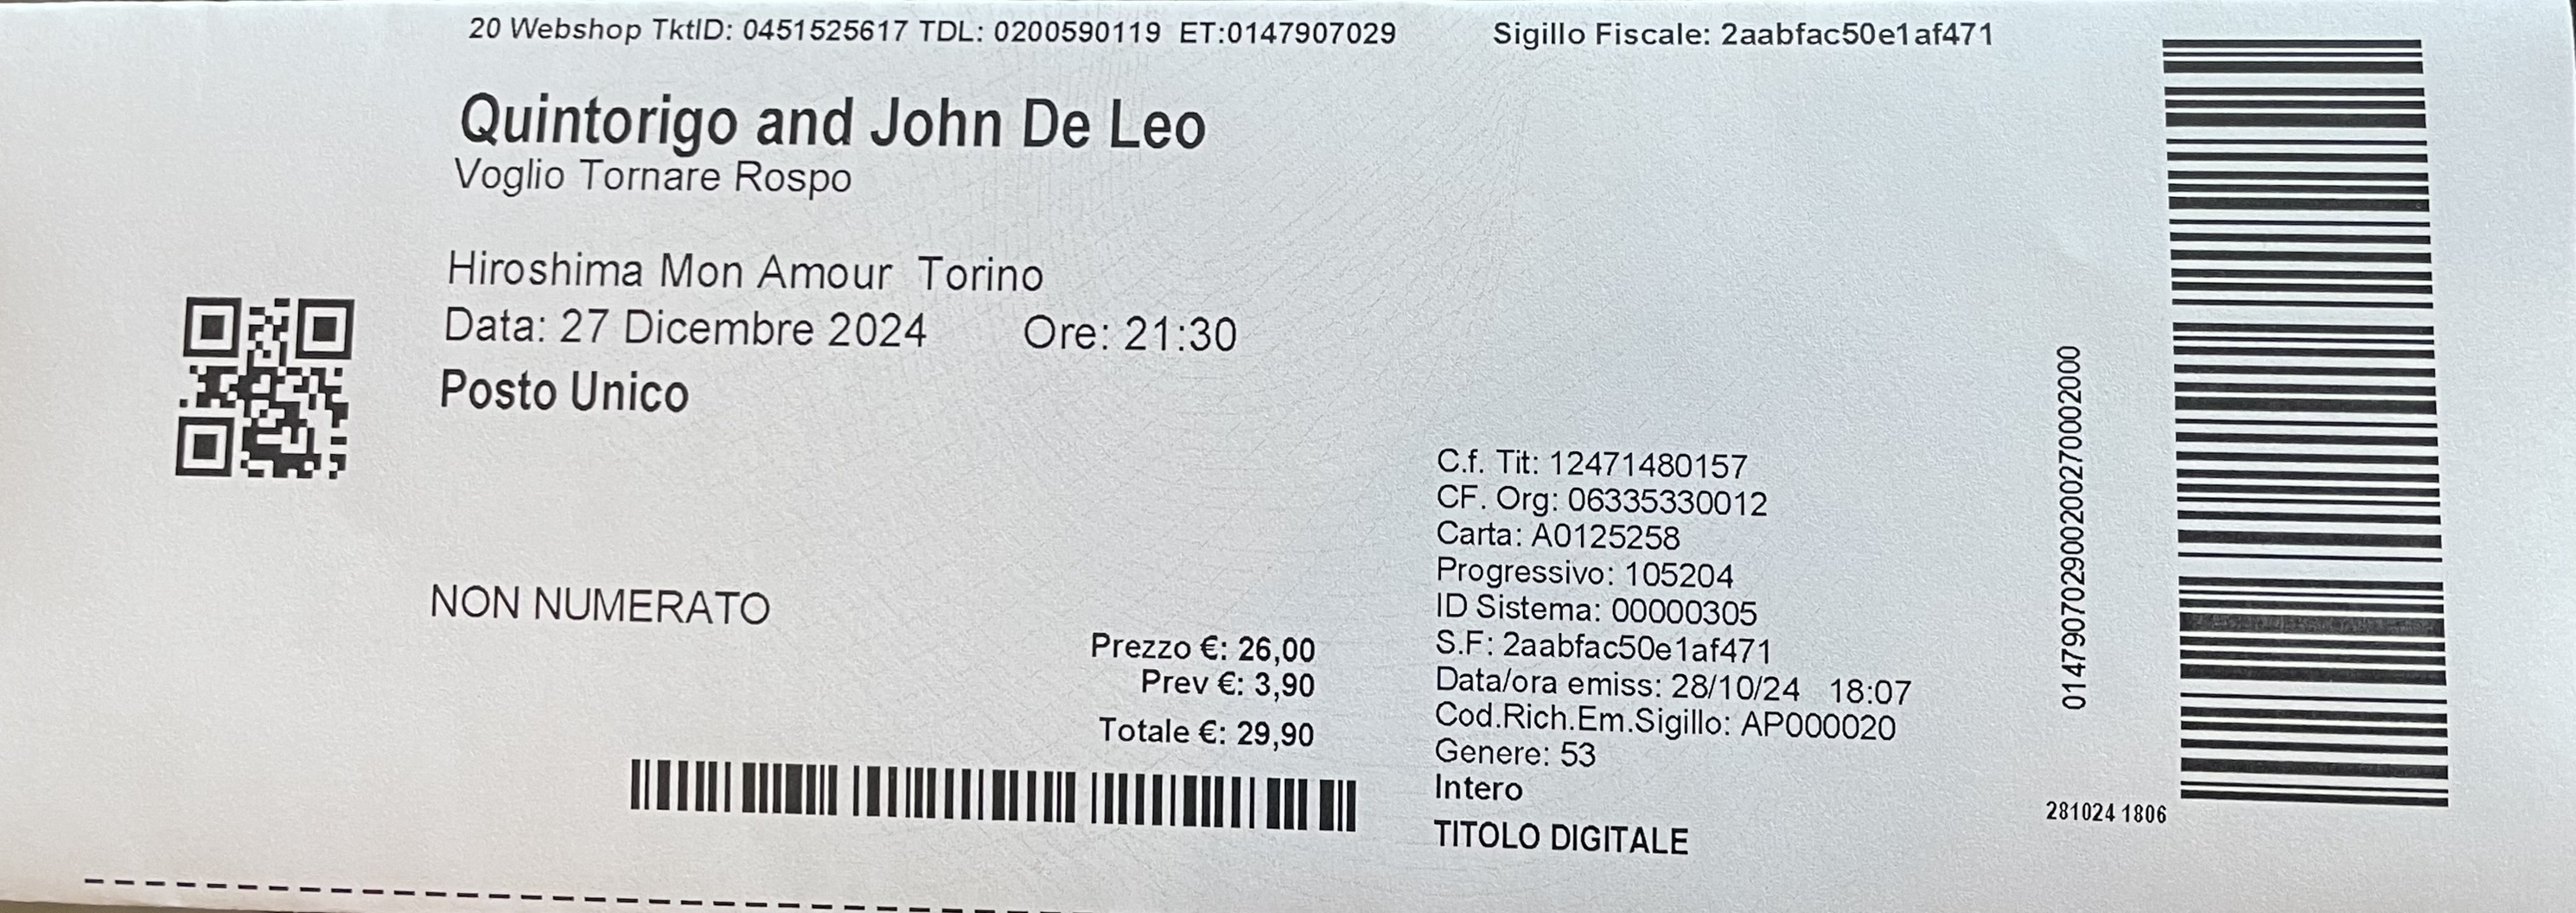 20 Webshop TktID: 0451525617 TDL: 0200590119 ET:0147907029 Sigillo Fiscale: 2aabfac50e1af471
Quintorigo and John De Leo
Voglio Tornare Rospo
Hiroshima Mon Amour Torino
Data: 27 Dicembre 2024 Ore: 21:30
Posto Unico
NON NUMERATO
Prezzo €: 26,00
Prev €: 3,90
Totale €: 29,90
C.f. Tit: 12471480157
CF. Org: 06335330012
Carta: A0125258
Progressivo: 105204
ID Sistema: 00000305
S.F: 2aabfac50e1af471
Data/ora emiss: 28/10/24 18:07
Cod.Rich.Em.Sigillo: AP000020
Genere: 53
Intero
TITOLO DIGITALE
014790702900200270002000
281024 1806